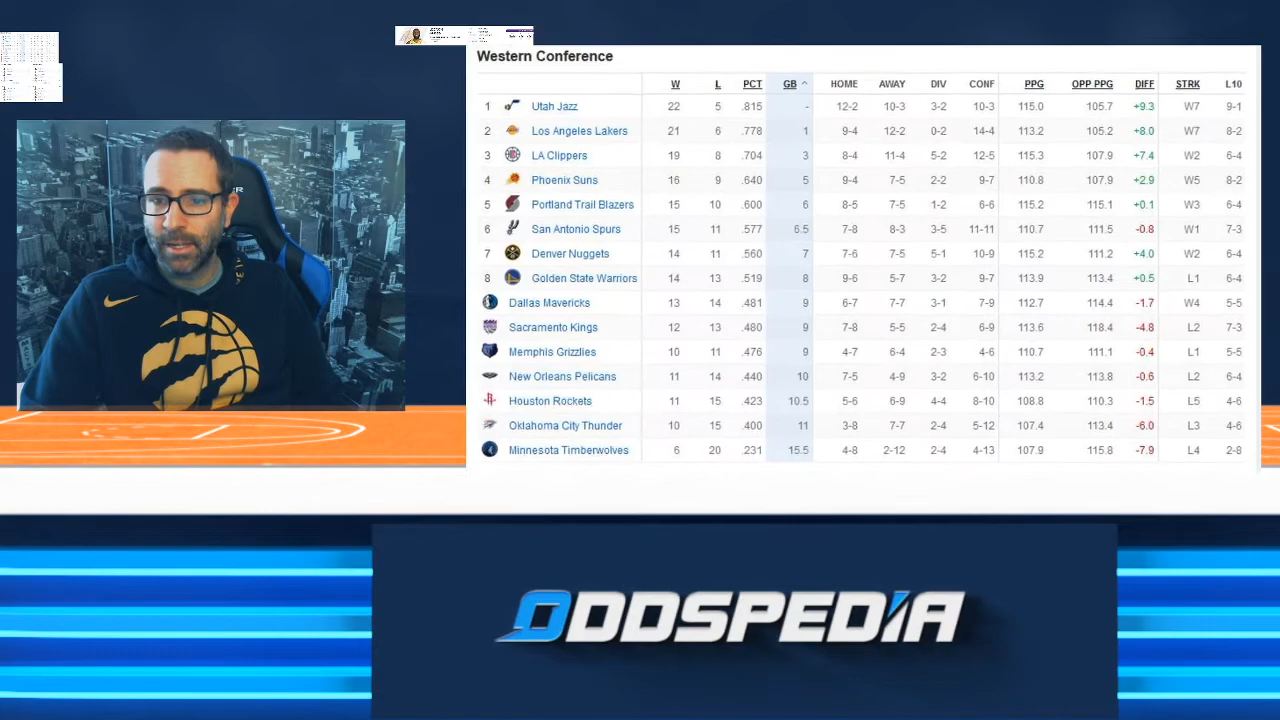 Western Conference
W L PCT GB HOME AWAY DIV CONF PPG OPP PPG DIFF STRK L10
1 Utah Jazz 22 5 .815 - 12-2 10-3 3-2 10-3 115.0 105.7 +9.3 W7 9-1
2 Los Angeles Lakers 21 6 .778 1 9-4 12-2 0-2 14-4 113.2 105.2 +8.0 W7 8-2
3 LA Clippers 19 8 .704 3 8-4 11-4 5-2 12-5 115.3 107.9 +7.4 W2 6-4
4 Phoenix Suns 16 9 .640 5 9-4 7-5 2-2 9-7 110.8 107.9 +2.9 W5 8-2
5 Portland Trail Blazers 15 10 .600 6 8-5 7-5 1-2 6-6 115.2 115.1 +0.1 W3 6-4
6 San Antonio Spurs 15 11 .577 6.5 7-8 8-3 3-5 11-11 110.7 111.5 -0.8 W1 7-3
7 Denver Nuggets 14 11 .560 7 7-6 7-5 5-1 10-9 115.2 111.2 +4.0 W2 6-4
8 Golden State Warriors 14 13 .519 8 9-6 5-7 3-2 9-7 113.9 113.4 +0.5 L1 6-4
Dallas Mavericks 13 14 .481 9 6-7 7-7 3-1 7-9 112.7 114.4 -1.7 W4 5-5
Sacramento Kings 12 13 .480 9 7-8 5-5 2-4 6-9 113.6 118.4 -4.8 L2 7-3
Memphis Grizzlies 10 11 .476 9 4-7 6-4 2-3 4-6 110.7 111.1 -0.4 L1 5-5
New Orleans Pelicans 11 14 .440 10 7-5 4-9 3-2 6-10 113.2 113.8 -0.6 L2 6-4
Houston Rockets 11 15 .423 10.5 5-6 6-9 4-4 8-10 108.8 110.3 -1.5 L5 4-6
Oklahoma City Thunder 10 15 .400 11 3-8 7-7 2-4 5-12 107.4 113.4 -6.0 L3 4-6
Minnesota Timberwolves 6 20 .231 15.5 4-8 2-12 2-4 4-13 107.9 115.8 -7.9 L4 2-8
ODDSPEDIA